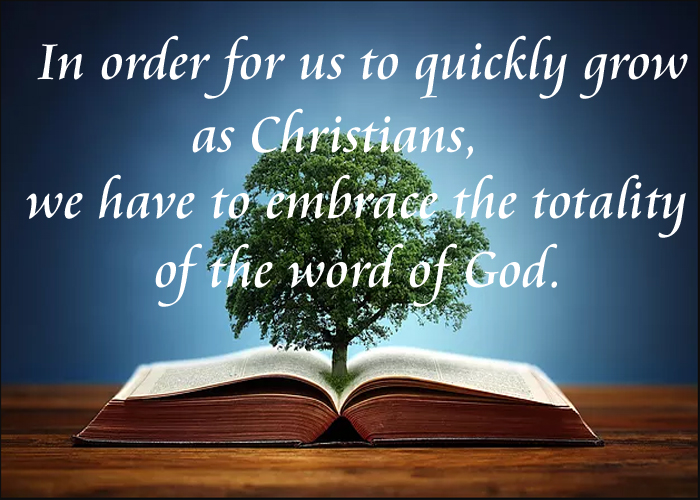 In order for us to quickly grow
as Christians,
we have to embrace the totality
of the word of God.